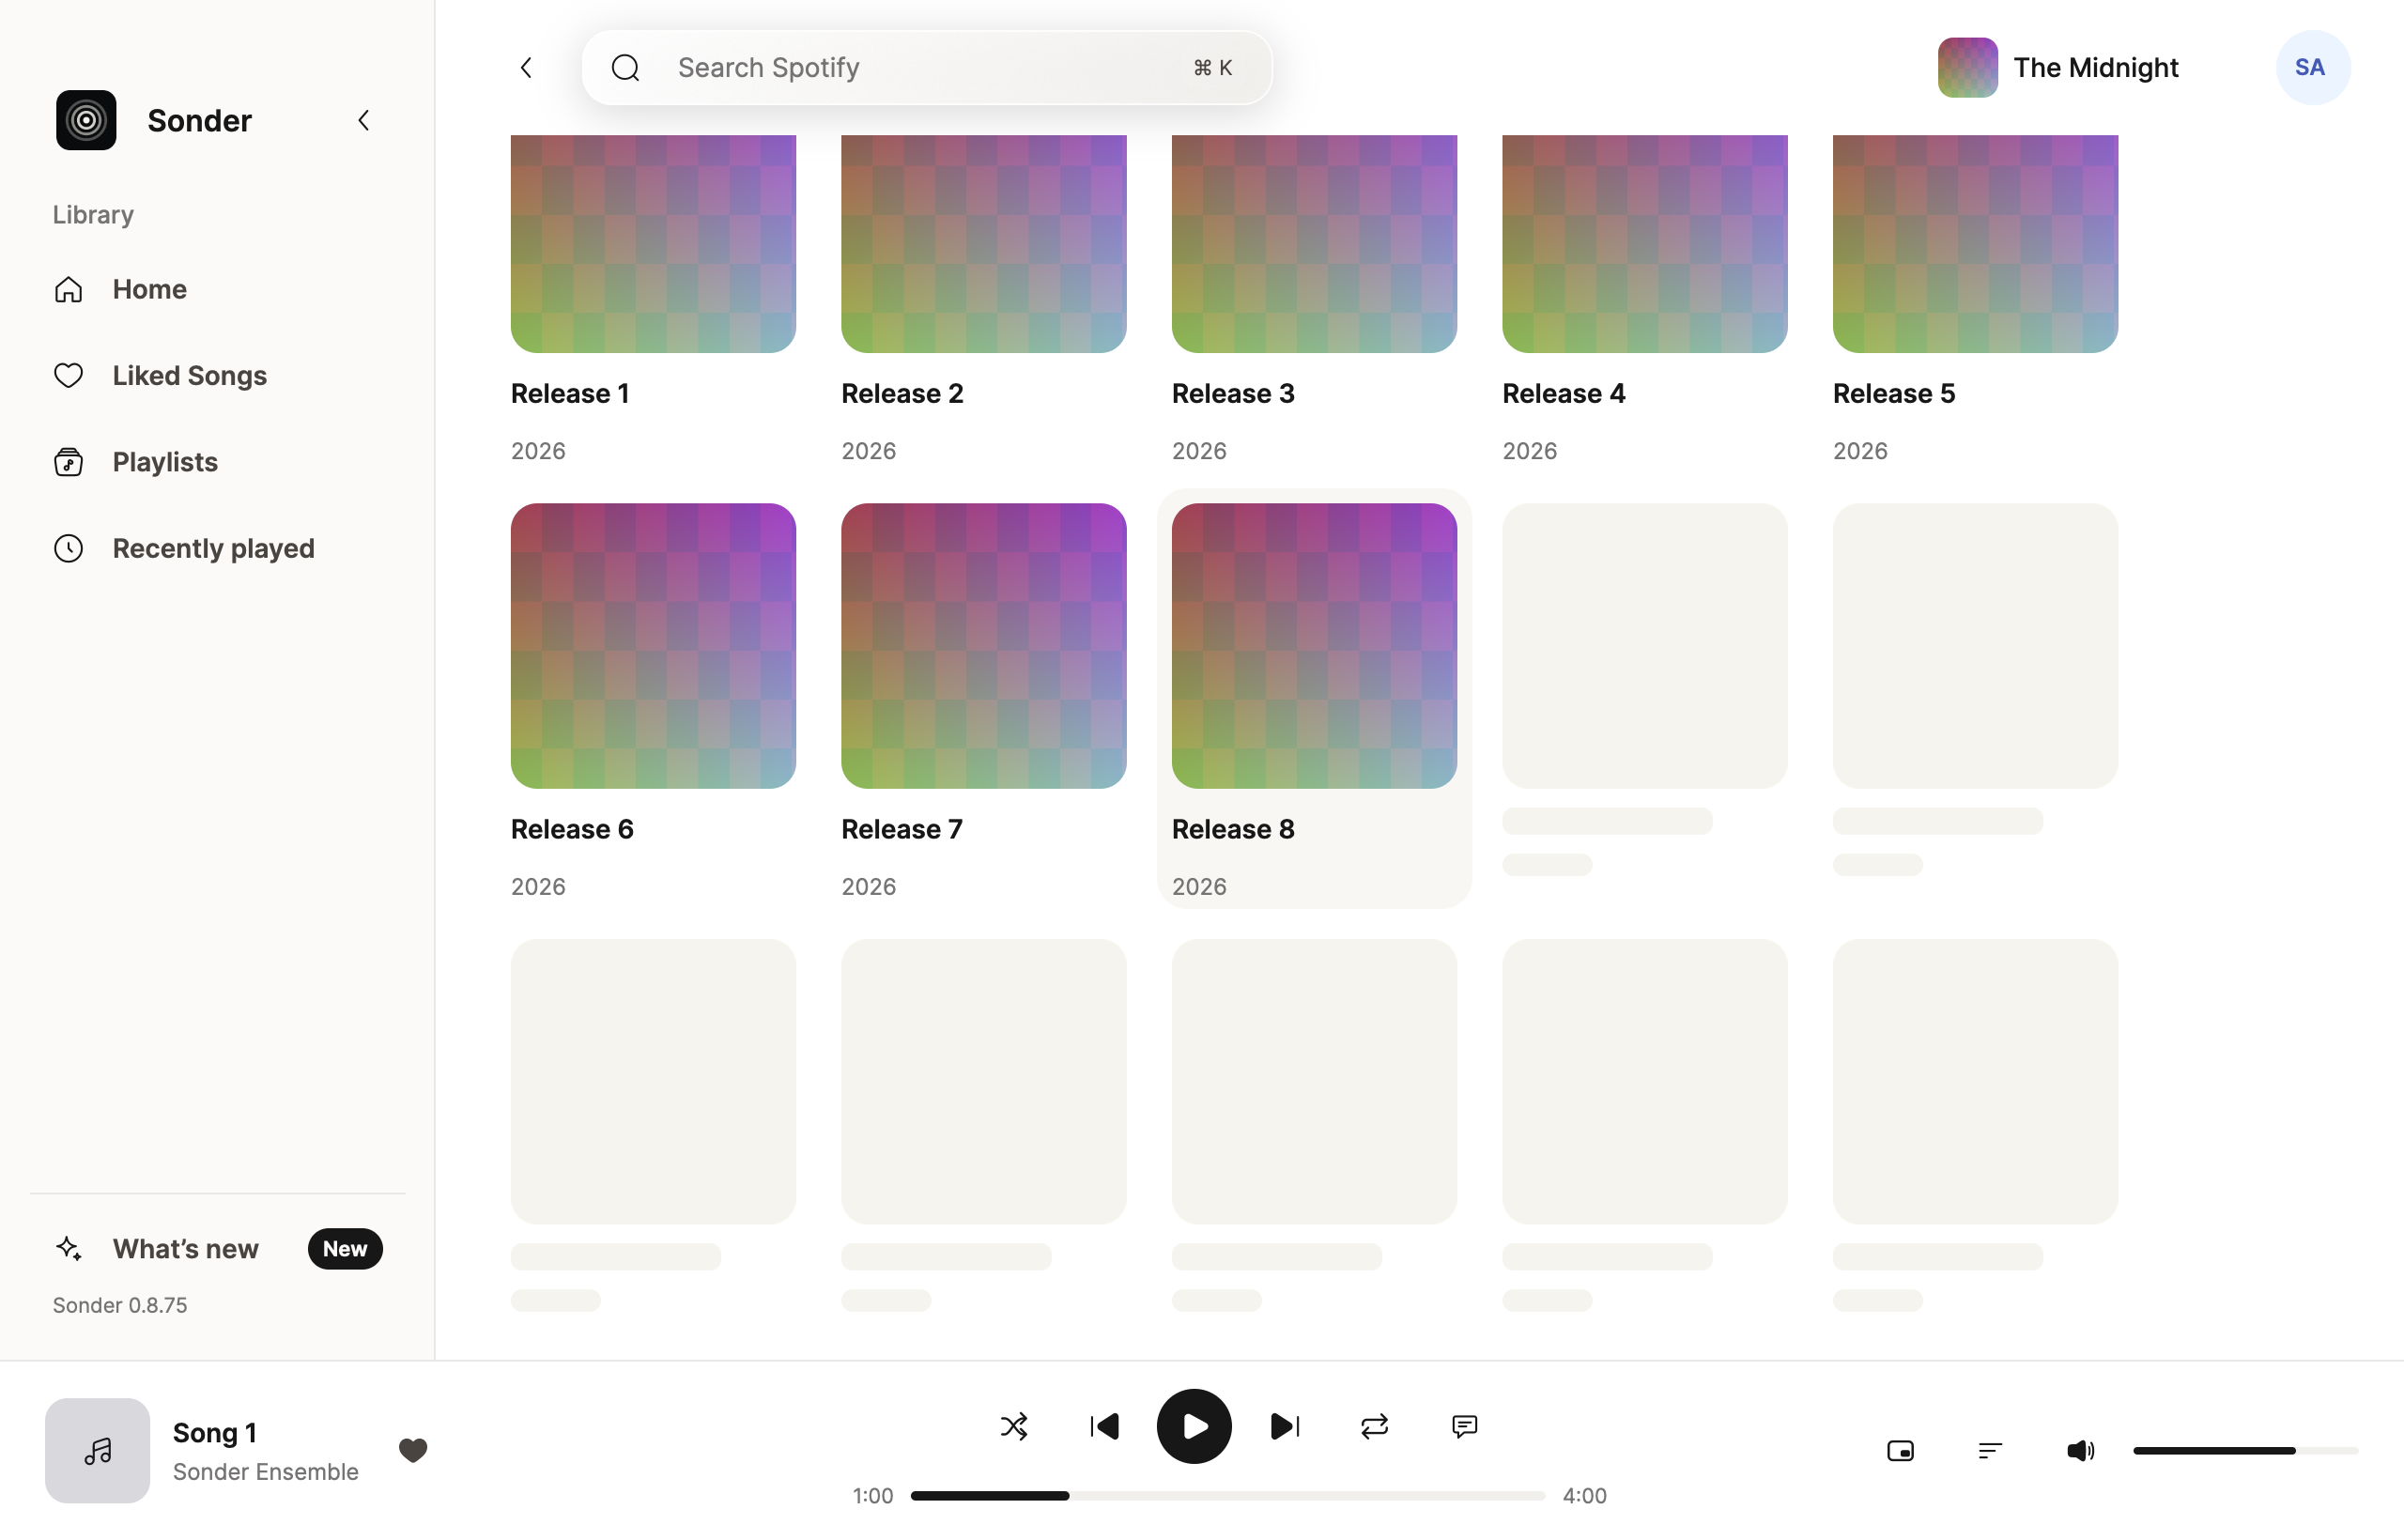 Sonder
Library
Home
Liked Songs
Playlists
Recently played
What’s new
New
Sonder 0.8.75
Search Spotify
⌘ K
The Midnight
SA
Release 1
2026
Release 2
2026
Release 3
2026
Release 4
2026
Release 5
2026
Release 6
2026
Release 7
2026
Release 8
2026
Song 1
Sonder Ensemble
1:00
4:00